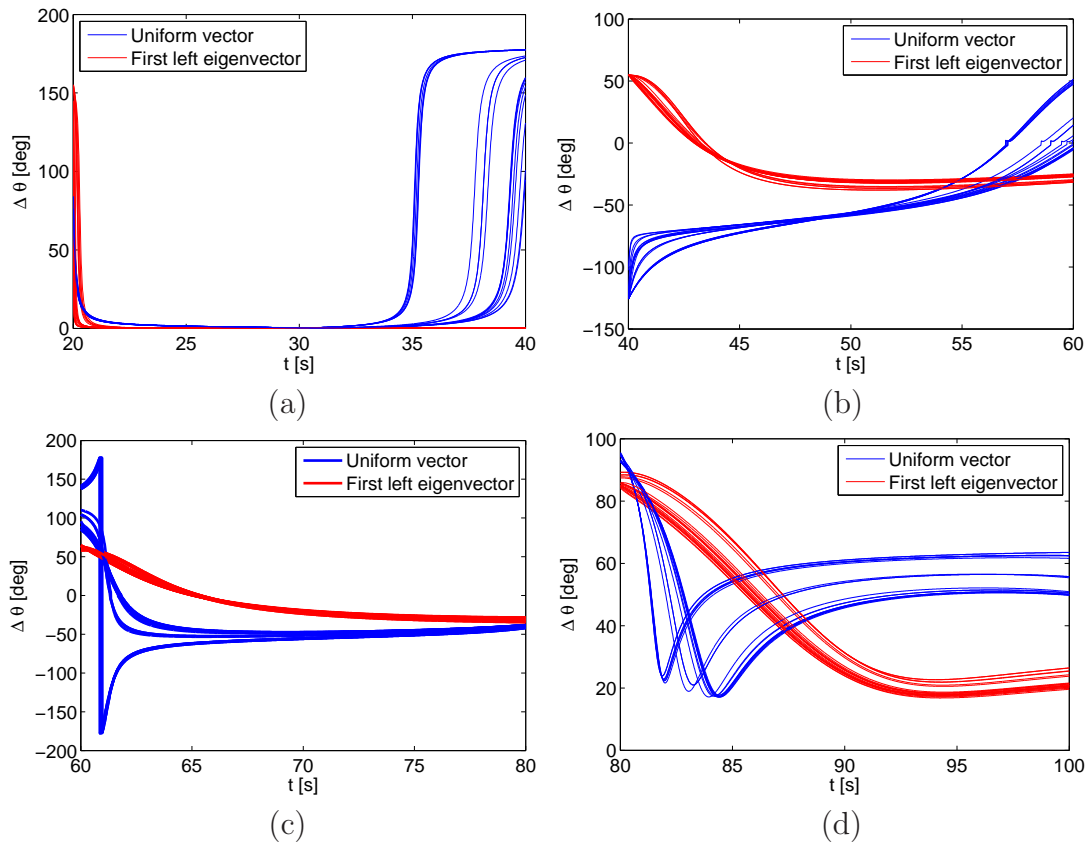 200
150
100
50
0
Δ θ [deg]
Uniform vector
First left eigenvector
20
25
30
35
40
t [s]
(a)
100
50
0
−50
−100
−150
Δ θ [deg]
Uniform vector
First left eigenvector
40
45
50
55
60
t [s]
(b)
200
150
100
50
0
−50
−100
−150
−200
Δ θ [deg]
Uniform vector
First left eigenvector
60
65
70
75
80
t [s]
(c)
100
80
60
40
20
0
Δ θ [deg]
Uniform vector
First left eigenvector
80
85
90
95
100
t [s]
(d)